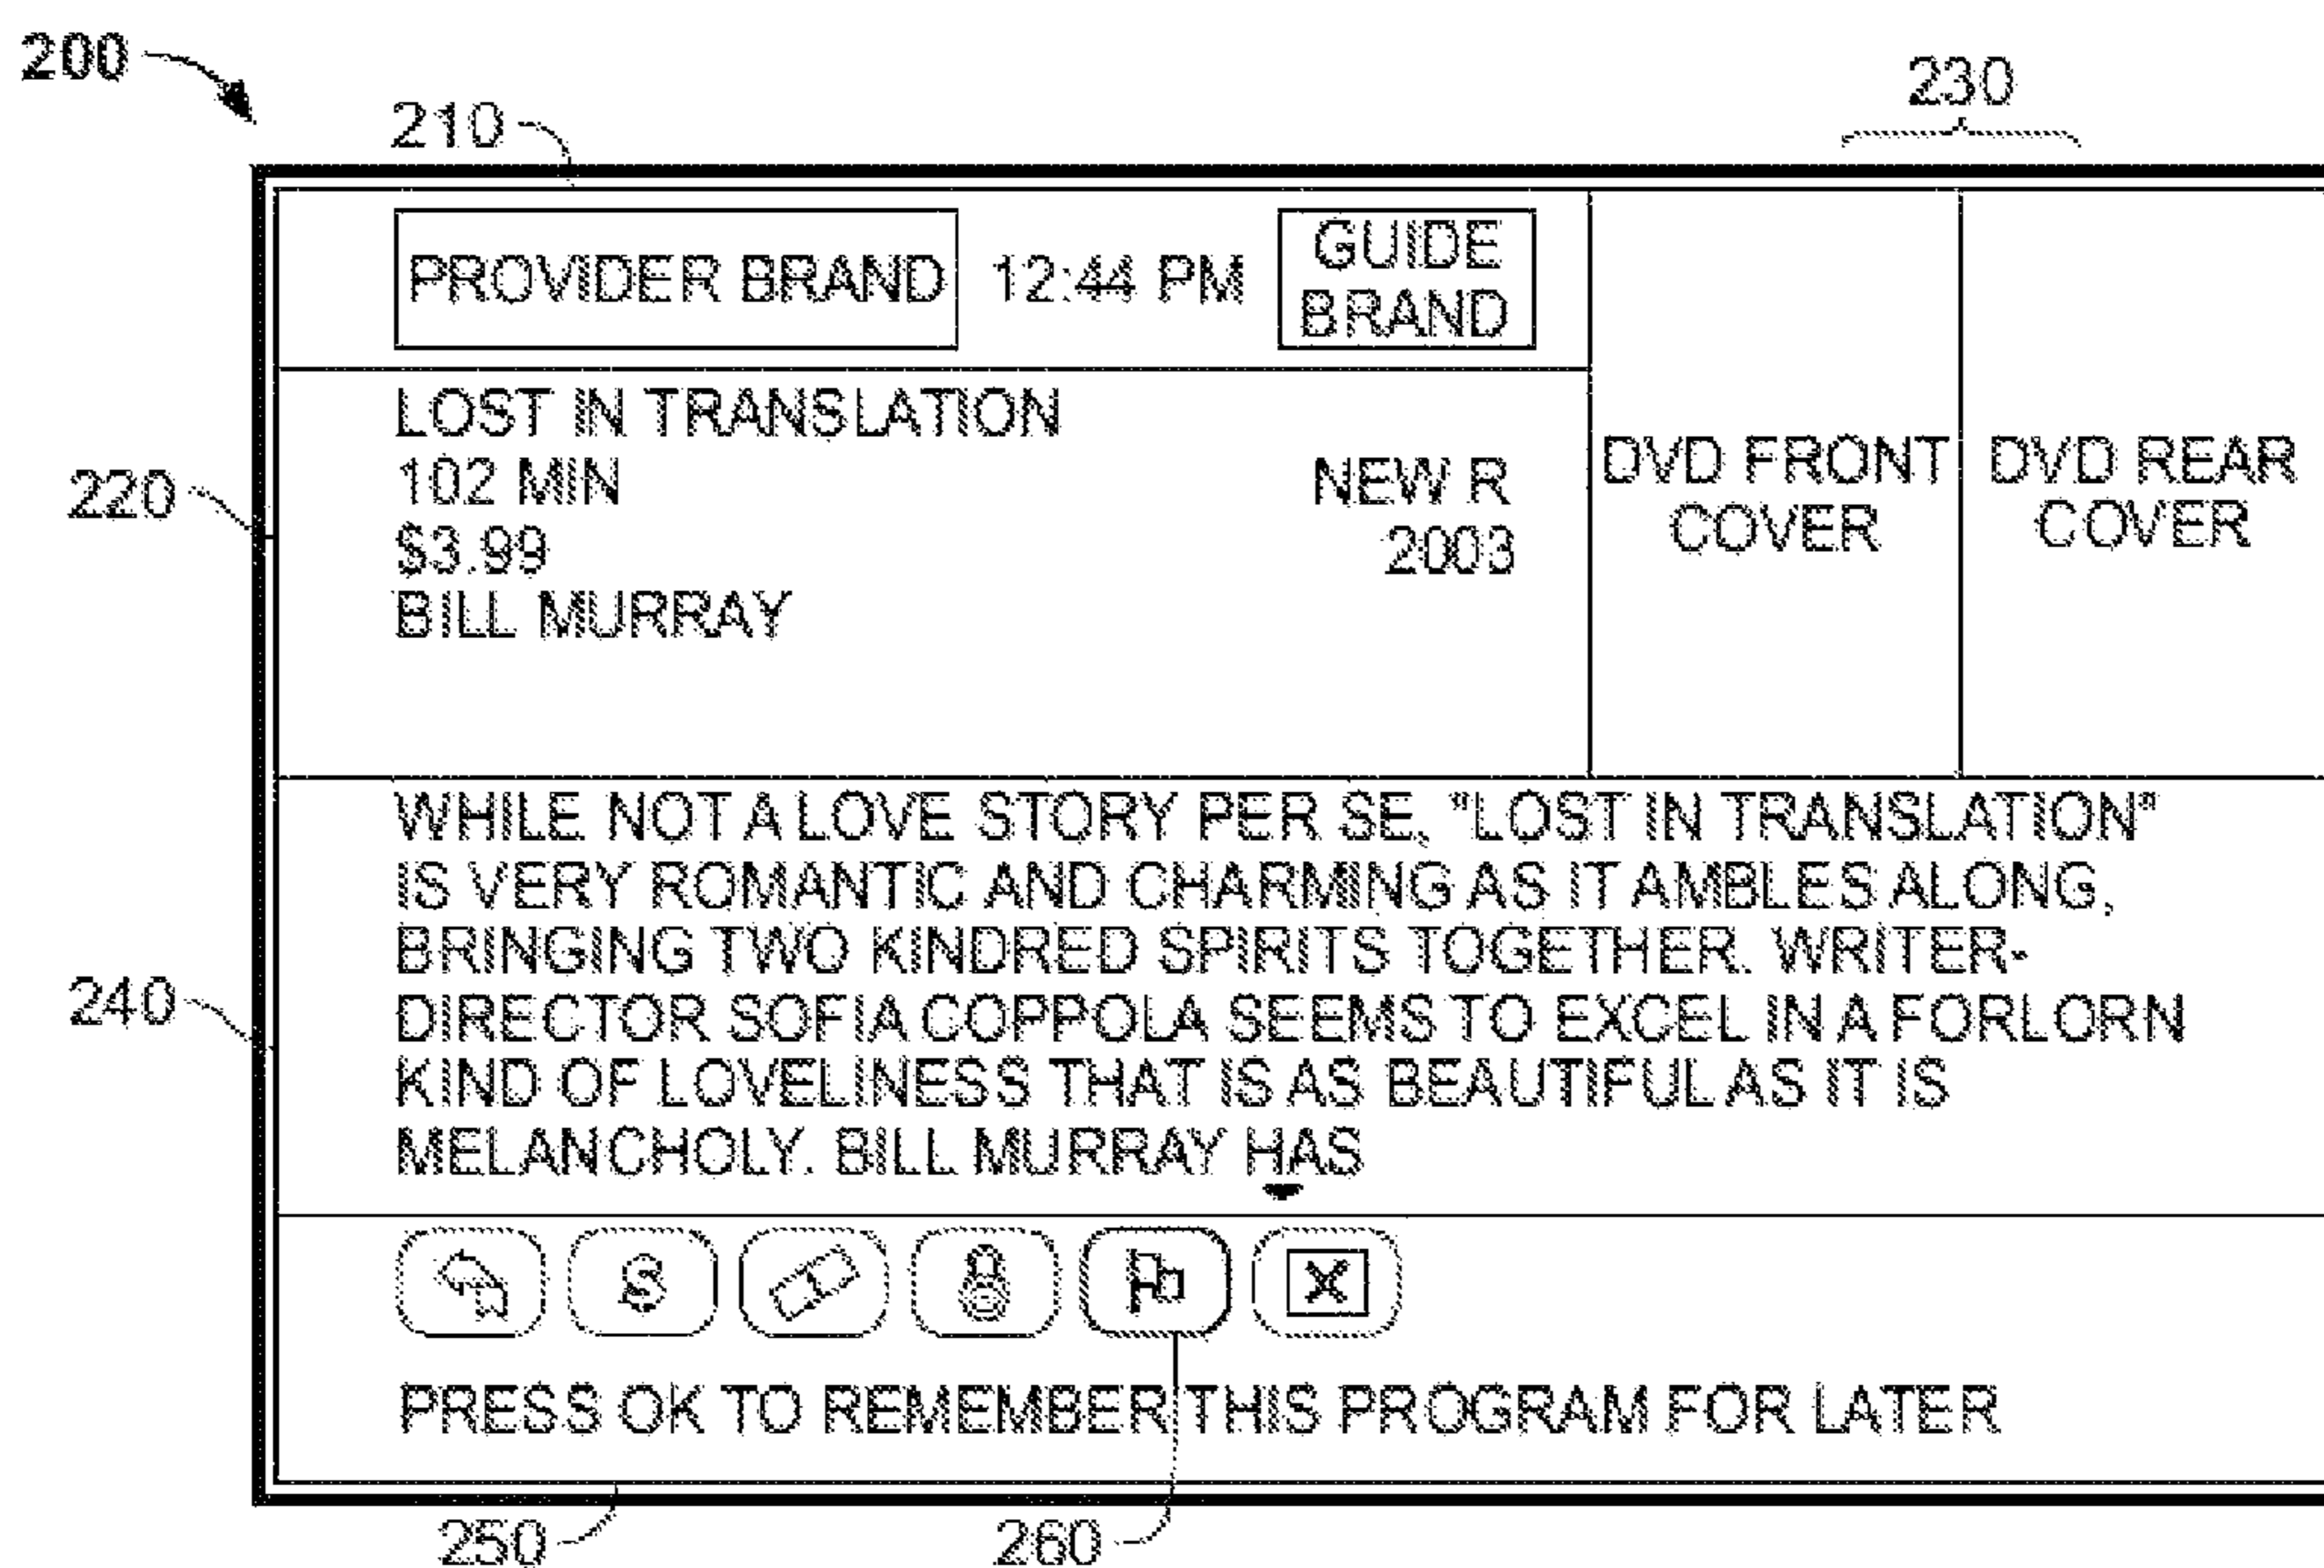 200
210
230
PROVIDER BRAND 12:44 PM GUIDE BRAND
LOST IN TRANSLATION
102 MIN NEW R
$3.99 2003
BILL MURRAY
DVD FRONT COVER
DVD REAR COVER
220
WHILE NOT A LOVE STORY PER SE, "LOST IN TRANSLATION"
IS VERY ROMANTIC AND CHARMING AS IT AMBLES ALONG,
BRINGING TWO KINDRED SPIRITS TOGETHER. WRITER-
DIRECTOR SOFIA COPPOLA SEEMS TO EXCEL IN A FORLORN
KIND OF LOVELINESS THAT IS AS BEAUTIFUL AS IT IS
MELANCHOLY. BILL MURRAY HAS
240
$
X
PRESS OK TO REMEMBER THIS PROGRAM FOR LATER
250
260